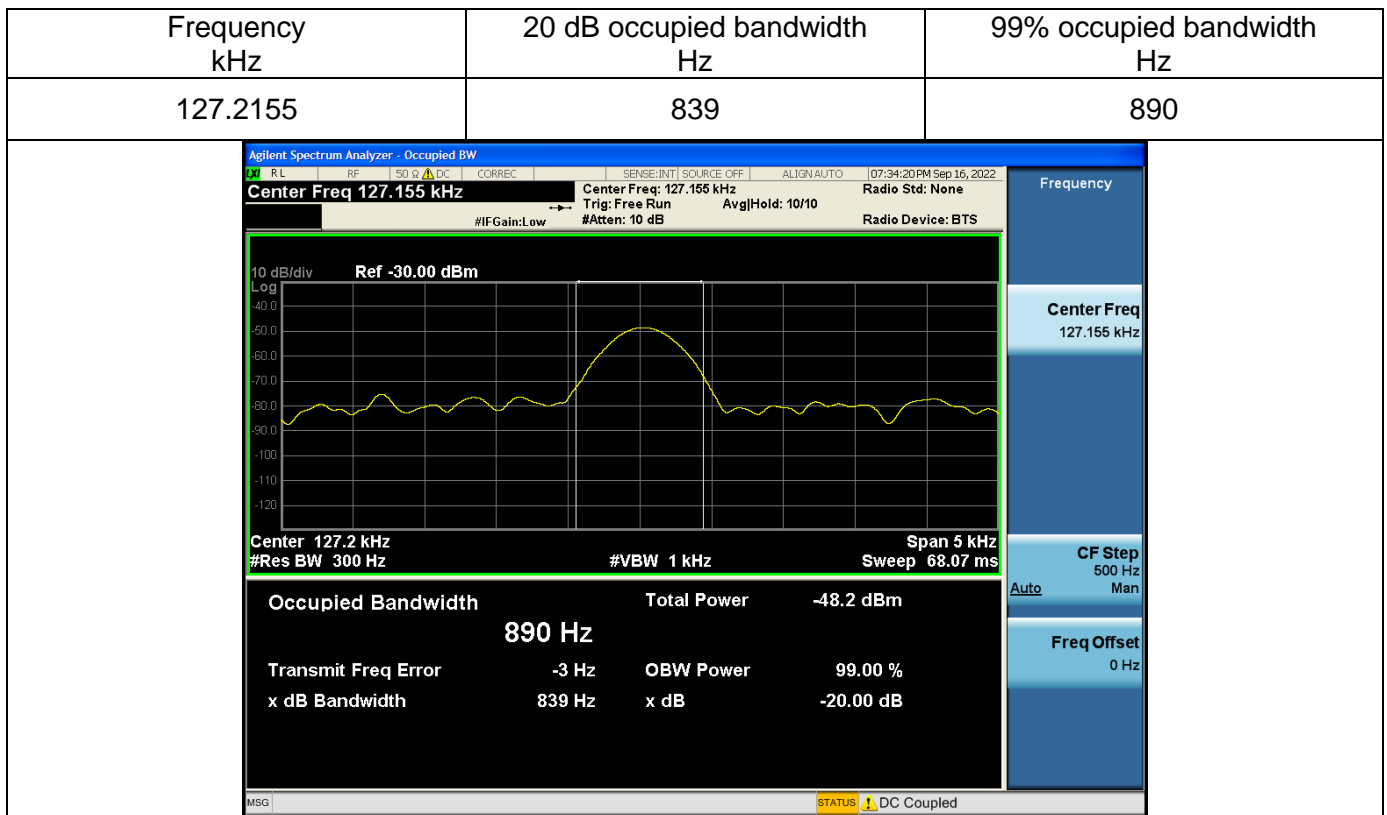 Frequency
kHz
20 dB occupied bandwidth
Hz
99% occupied bandwidth
Hz
127.2155
839
890
Agilent Spectrum Analyzer - Occupied BW
LXI RL RF 50 Ω DC CORREC SENSE:INT SOURCE OFF ALIGN AUTO 07:34:20 PM Sep 16, 2022
Center Freq 127.155 kHz
#IFGain:Low
Center Freq: 127.155 kHz
Trig: Free Run Avg|Hold: 10/10
#Atten: 10 dB
Radio Std: None
Radio Device: BTS
10 dB/div Ref -30.00 dBm
Log
-40.0
-50.0
-60.0
-70.0
-80.0
-90.0
-100
-110
-120
Center 127.2 kHz Span 5 kHz
#Res BW 300 Hz #VBW 1 kHz Sweep 68.07 ms
Occupied Bandwidth Total Power -48.2 dBm
890 Hz
Transmit Freq Error -3 Hz OBW Power 99.00 %
x dB Bandwidth 839 Hz x dB -20.00 dB
Frequency
Center Freq
127.155 kHz
CF Step
500 Hz
Auto Man
Freq Offset
0 Hz
MSG STATUS DC Coupled